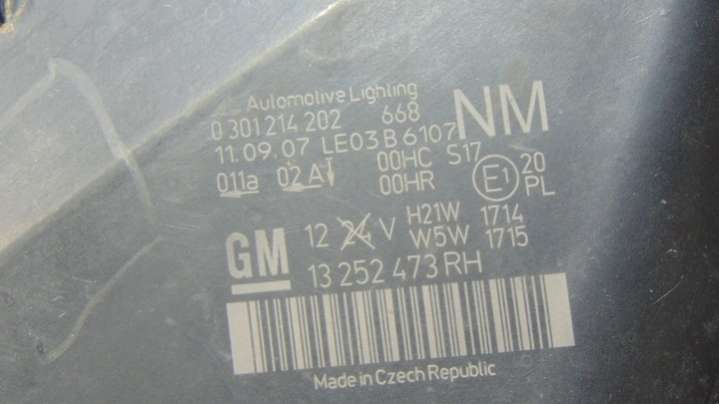 Automotive Lighting
0 301 214 202 668 NM
11.09.07 LE03 B 6107
011a 02 A 00HC S17 E1 20
00HR PL
GM 12 24 V H21W 1714
W5W 1715
13 252 473 RH
Made in Czech Republic